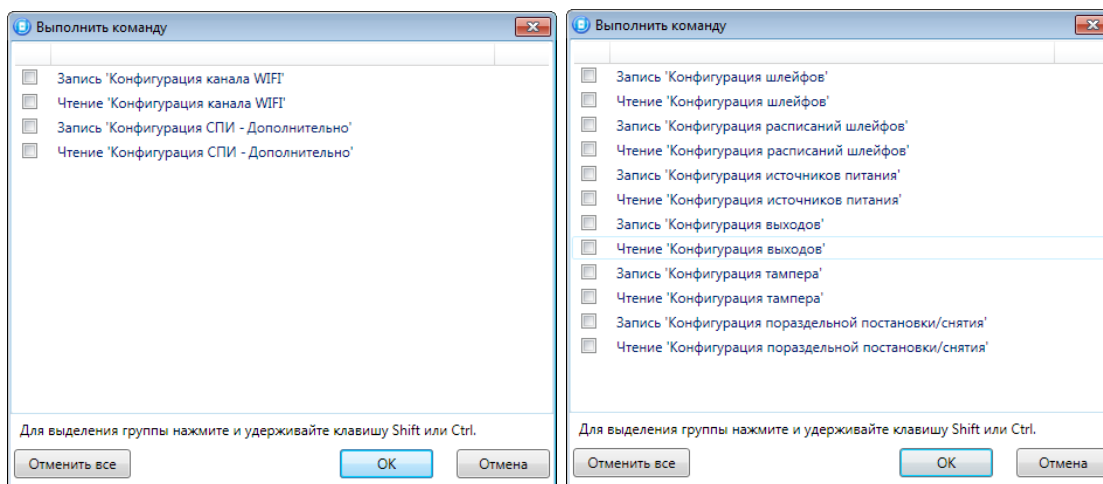 Выполнить команду
Запись 'Конфигурация канала WIFI'
Чтение 'Конфигурация канала WIFI'
Запись 'Конфигурация СПИ - Дополнительно'
Чтение 'Конфигурация СПИ - Дополнительно'
Для выделения группы нажмите и удерживайте клавишу Shift или Ctrl.
Отменить все
OK
Отмена
Выполнить команду
Запись 'Конфигурация шлейфов'
Чтение 'Конфигурация шлейфов'
Запись 'Конфигурация расписаний шлейфов'
Чтение 'Конфигурация расписаний шлейфов'
Запись 'Конфигурация источников питания'
Чтение 'Конфигурация источников питания'
Запись 'Конфигурация выходов'
Чтение 'Конфигурация выходов'
Запись 'Конфигурация тампера'
Чтение 'Конфигурация тампера'
Запись 'Конфигурация пораздельной постановки/снятия'
Чтение 'Конфигурация пораздельной постановки/снятия'
Для выделения группы нажмите и удерживайте клавишу Shift или Ctrl.
Отменить все
OK
Отмена